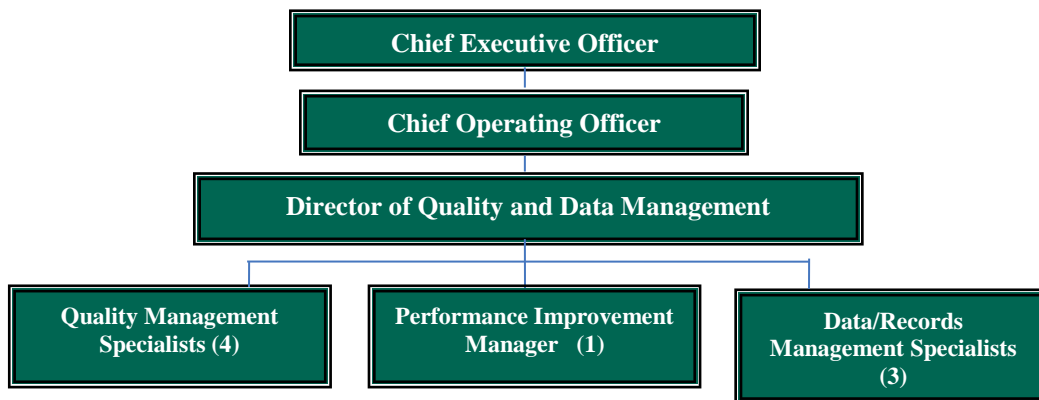 Chief Executive Officer
Chief Operating Officer
Director of Quality and Data Management
Quality Management
Specialists (4)
Performance Improvement
Manager (1)
Data/Records
Management Specialists
(3)